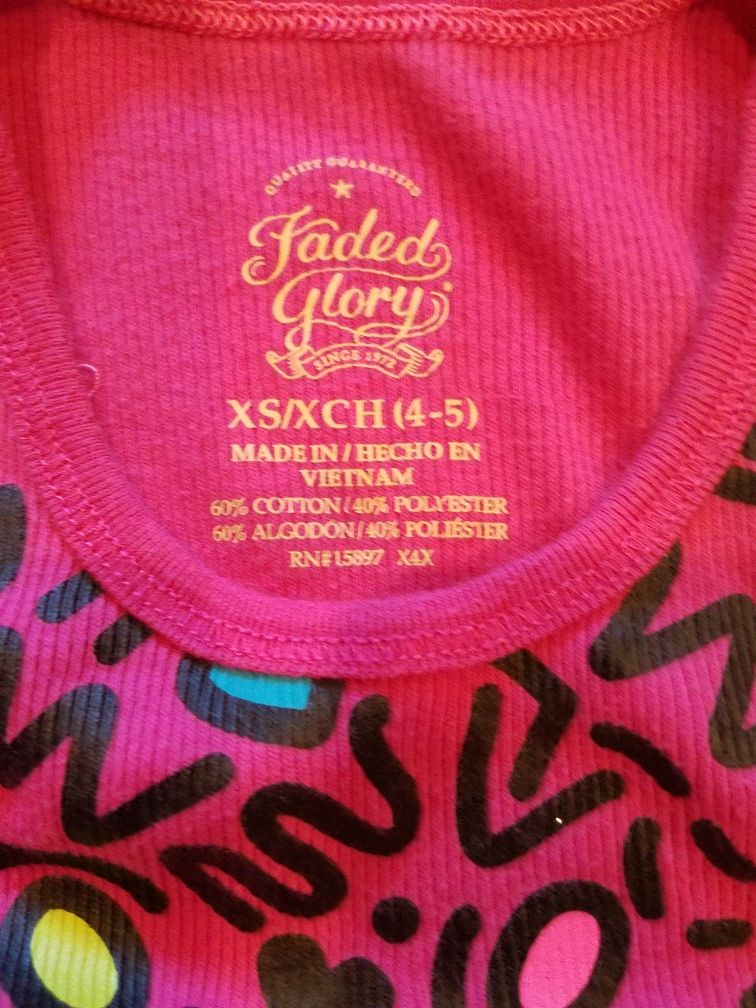 QUALITY GUARANTEED
Faded
Glory®
SINCE 1972
XS/XCH (4-5)
MADE IN / HECHO EN
VIETNAM
60% COTTON / 40% POLYESTER
60% ALGODON / 40% POLIÉSTER
RN# 15897 X4X